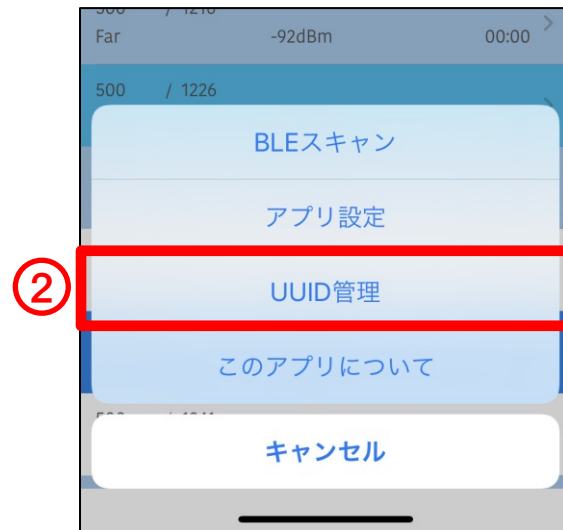 Far -92dBm 00:00
500 / 1226
BLEスキャン
アプリ設定
② UUID管理
このアプリについて
キャンセル